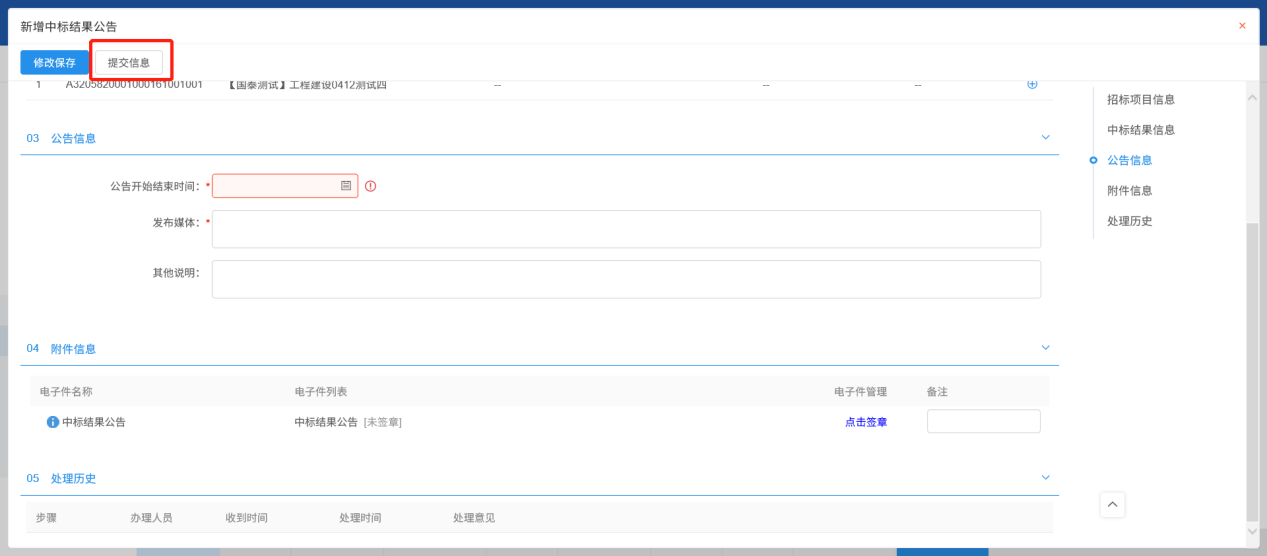 新增中标结果公告
×
修改保存 提交信息
1 A3205820001000161001001 【国泰测试】工程建设0412测试四 -- -- --
03 公告信息
公告开始结束时间：*
发布媒体：*
其他说明：
04 附件信息
电子件名称 电子件列表 电子件管理 备注
中标结果公告 中标结果公告 [未签章] 点击签章
05 处理历史
步骤 办理人员 收到时间 处理时间 处理意见
招标项目信息
中标结果信息
公告信息
附件信息
处理历史